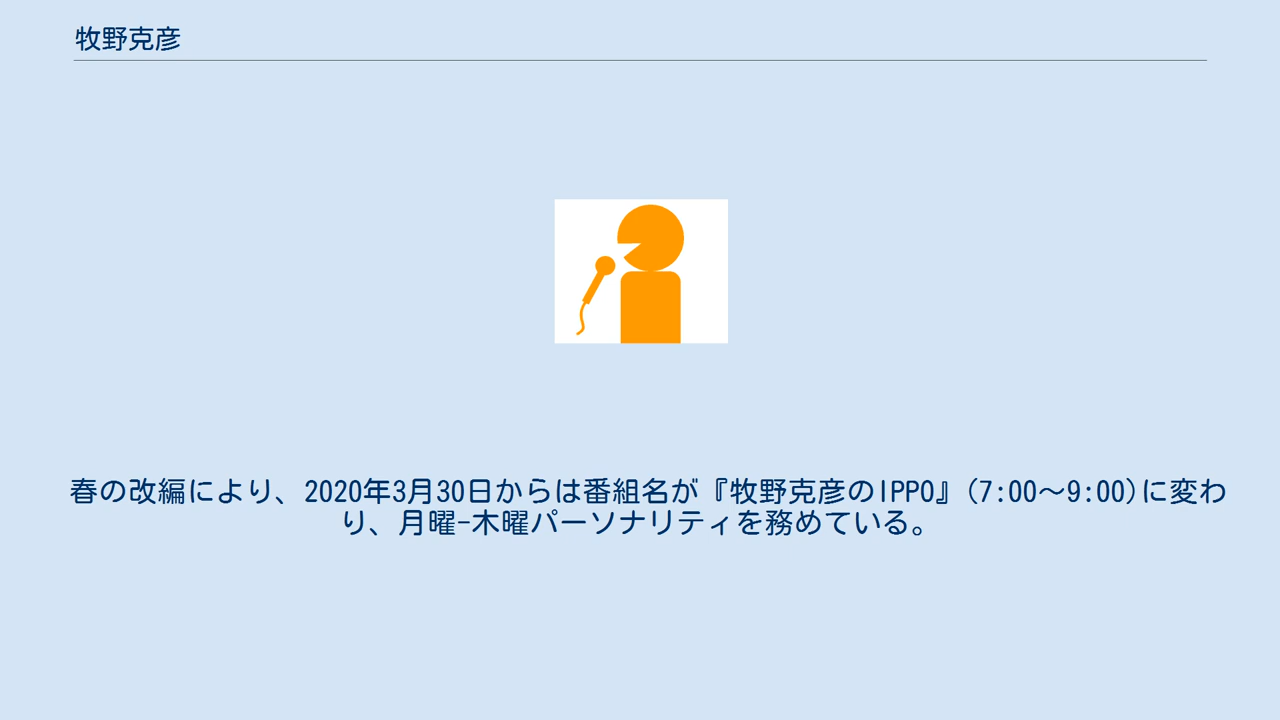 牧野克彦
春の改編により、2020年3月30日からは番組名が『牧野克彦のIPPO』(7:00〜9:00)に変わ
り、月曜-木曜パーソナリティを務めている。